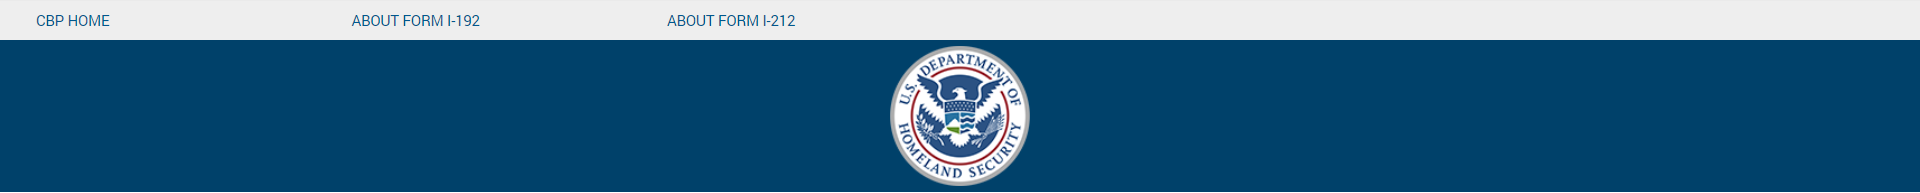 CBP HOME
ABOUT FORM I-192
ABOUT FORM I-212
U.S. DEPARTMENT OF
HOMELAND SECURITY